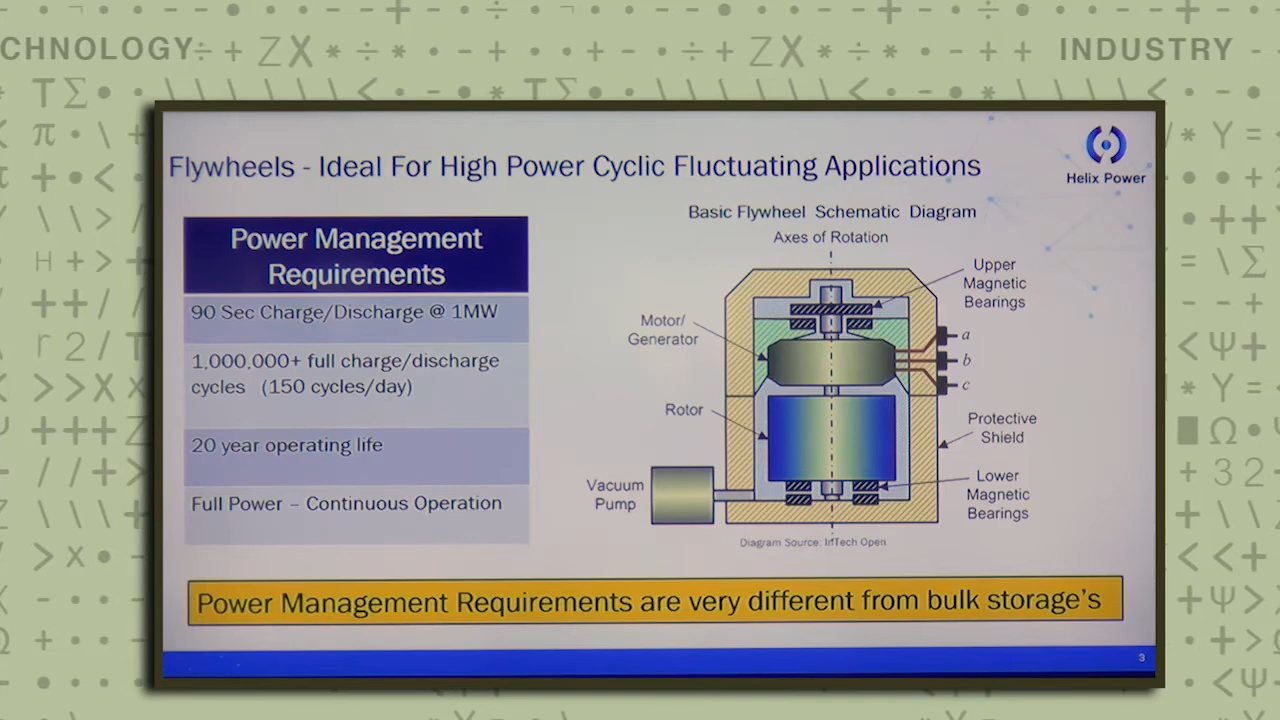 CHNOLOGY
INDUSTRY
Flywheels - Ideal For High Power Cyclic Fluctuating Applications
Helix Power
Power Management
Requirements
90 Sec Charge/Discharge @ 1MW
1,000,000+ full charge/discharge
cycles (150 cycles/day)
20 year operating life
Full Power – Continuous Operation
Basic Flywheel Schematic Diagram
Axes of Rotation
Upper
Magnetic
Bearings
Motor/
Generator
a
b
c
Rotor
Protective
Shield
Vacuum
Pump
Lower
Magnetic
Bearings
Diagram Source: InTech Open
Power Management Requirements are very different from bulk storage's
3